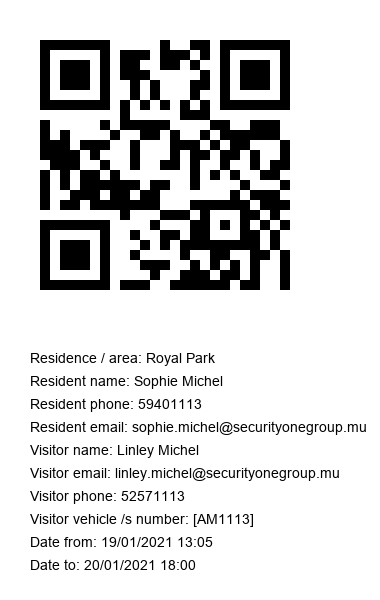 Residence / area: Royal Park
Resident name: Sophie Michel
Resident phone: 59401113
Resident email: sophie.michel@securityonegroup.mu
Visitor name: Linley Michel
Visitor email: linley.michel@securityonegroup.mu
Visitor phone: 52571113
Visitor vehicle /s number: [AM1113]
Date from: 19/01/2021 13:05
Date to: 20/01/2021 18:00